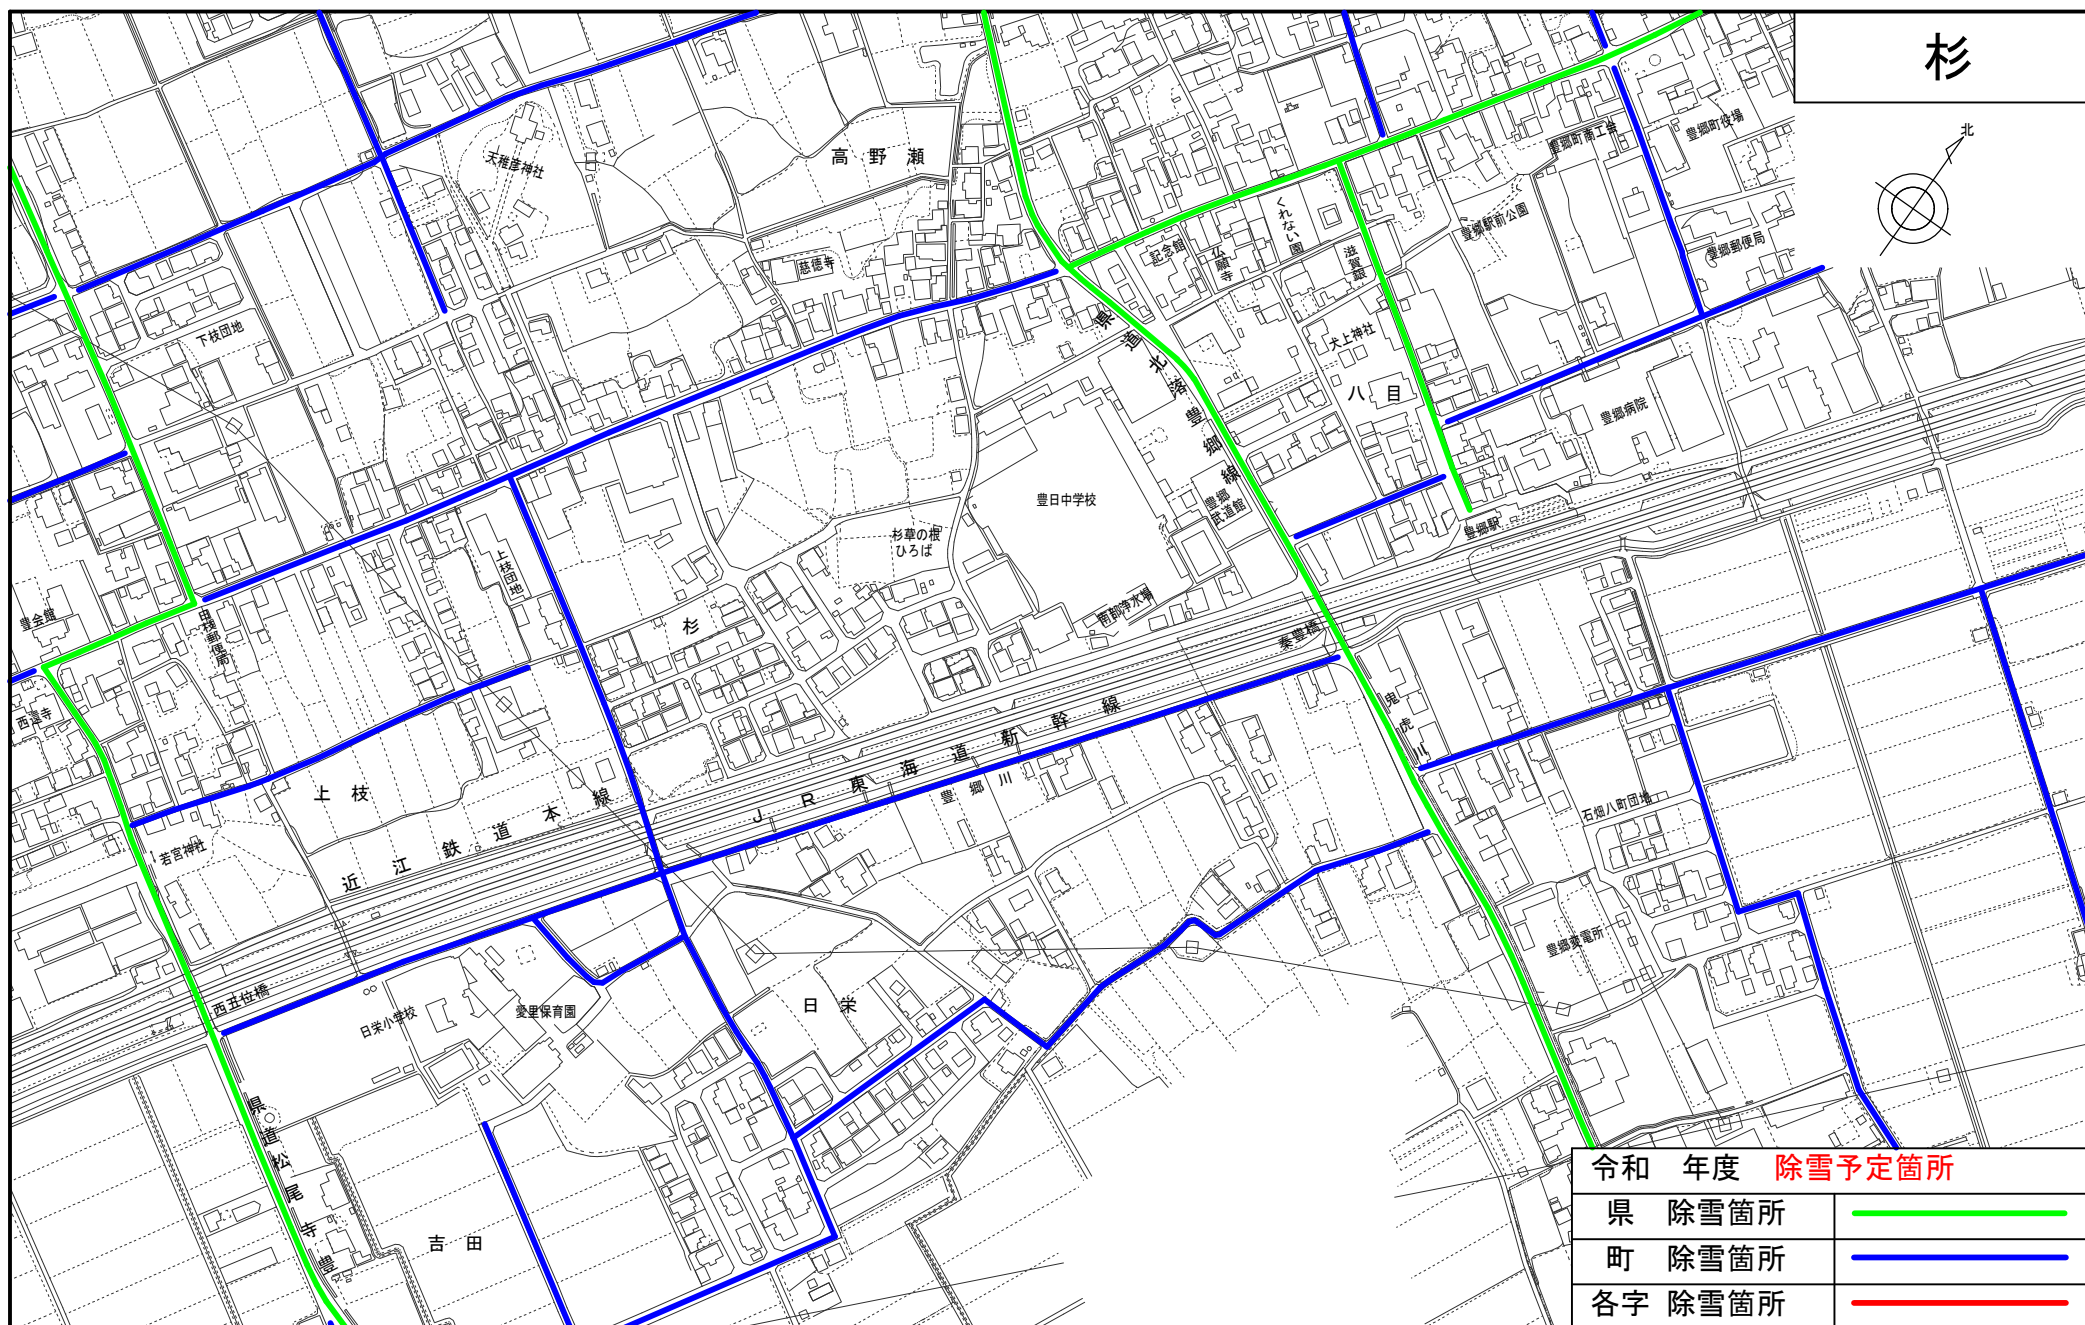 杉
北
高野瀬
天稚彦神社
慈徳寺
豊郷町商工会
豊郷町役場
くれない園
豊郷駅前公園
豊郷郵便局
記念館
仏願寺
滋賀銀
犬上神社
下枝団地
県道北落豊郷線
八目
豊郷病院
豊日中学校
豊郷
武道館
豊郷駅
杉草の根
ひろば
上枝団地
南部浄水場
杉
秦豊橋
豊会館
日枝郵便局
鬼虎川
上枝
JR東海道新幹線
豊郷川
近江鉄道本線
石畑八町団地
若宮神社
豊郷変電所
西五位橋
日栄小学校
愛里保育園
日栄
県道松尾寺豊
吉田
令和 年度 除雪予定箇所
県 除雪箇所
町 除雪箇所
各字 除雪箇所